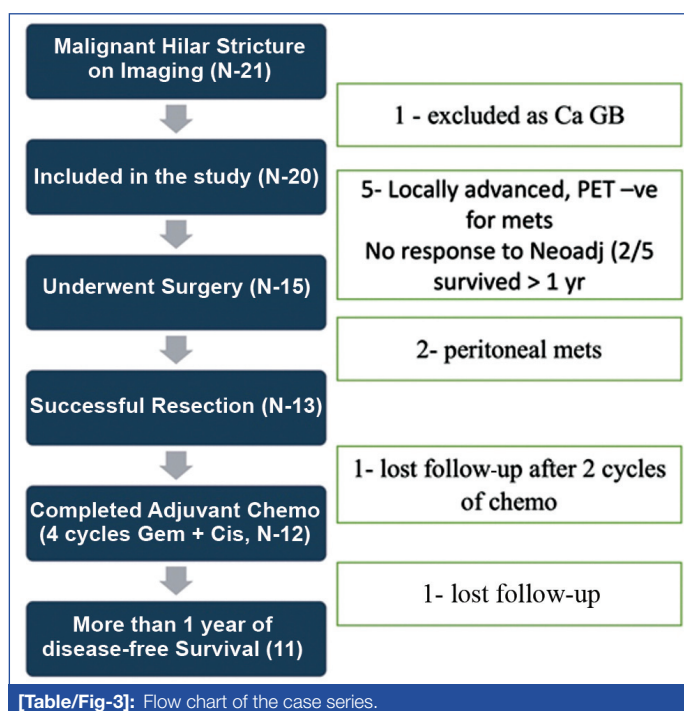 Malignant Hilar Stricture
on Imaging (N-21)
1 - excluded as Ca GB
Included in the study (N-20)
5- Locally advanced, PET –ve
for mets
No response to Neoadj (2/5
survived > 1 yr
Underwent Surgery (N-15)
2- peritoneal mets
Successful Resection (N-13)
1- lost follow-up after 2 cycles
of chemo
Completed Adjuvant Chemo
(4 cycles Gem + Cis, N-12)
1- lost follow-up
More than 1 year of
disease-free Survival (11)
[Table/Fig-3]: Flow chart of the case series.